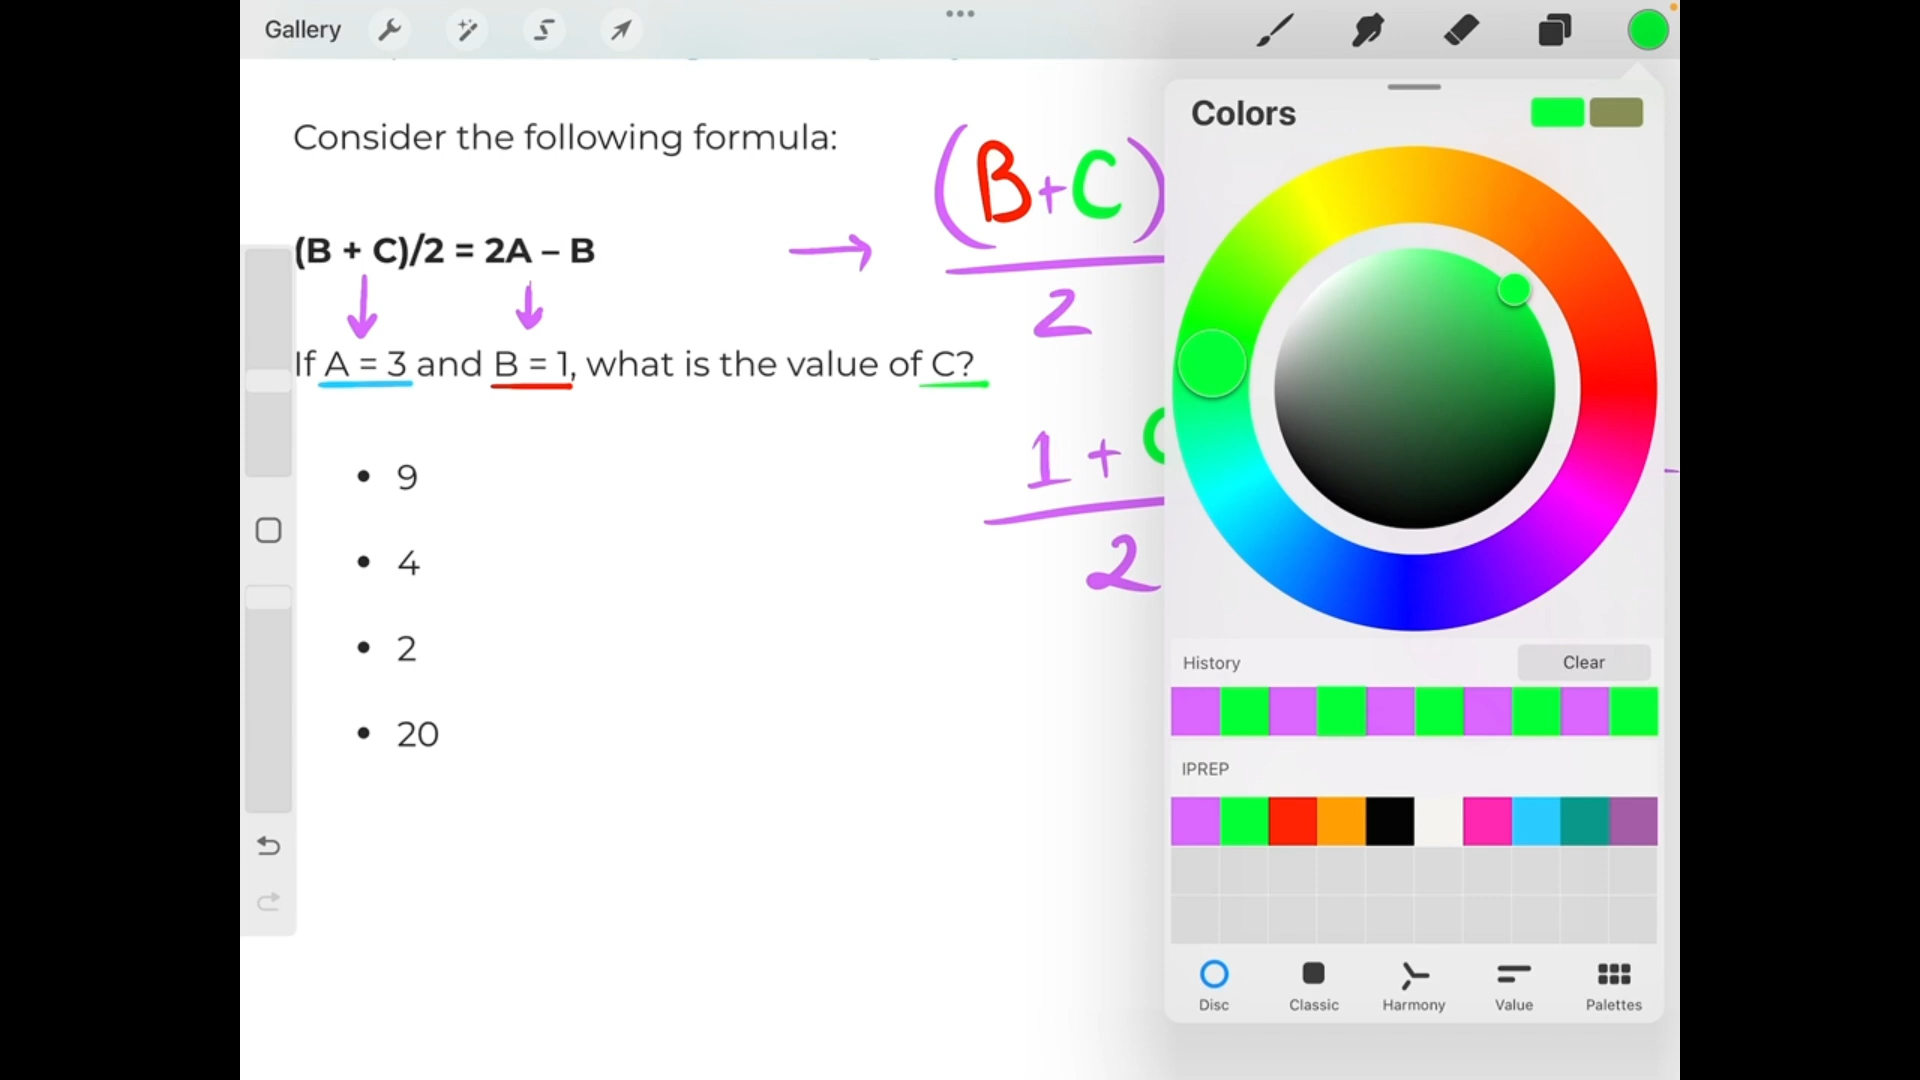 Gallery
Colors
Consider the following formula:
(B + C)/2 = 2A – B
(B+C)
2
If A = 3 and B = 1, what is the value of C?
1 + C
2
9
4
2
20
History
Clear
IPREP
Disc
Classic
Harmony
Value
Palettes